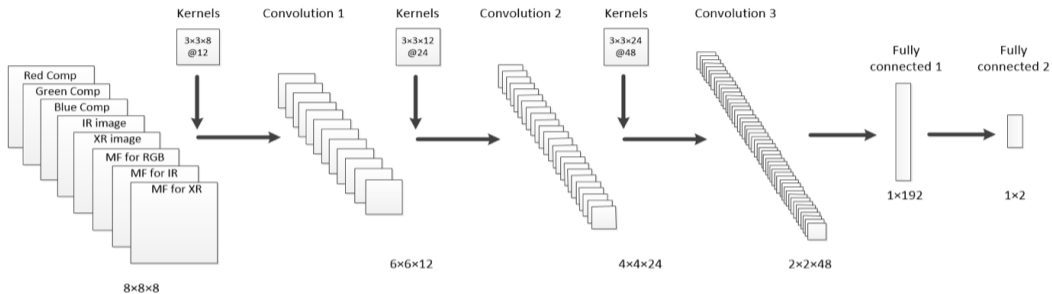 Kernels
Convolution 1
Kernels
Convolution 2
Kernels
Convolution 3
3×3×8
@12
3×3×12
@24
3×3×24
@48
Fully
connected 1
Fully
connected 2
Red Comp
Green Comp
Blue Comp
IR image
XR image
MF for RGB
MF for IR
MF for XR
1×192
1×2
6×6×12
4×4×24
2×2×48
8×8×8